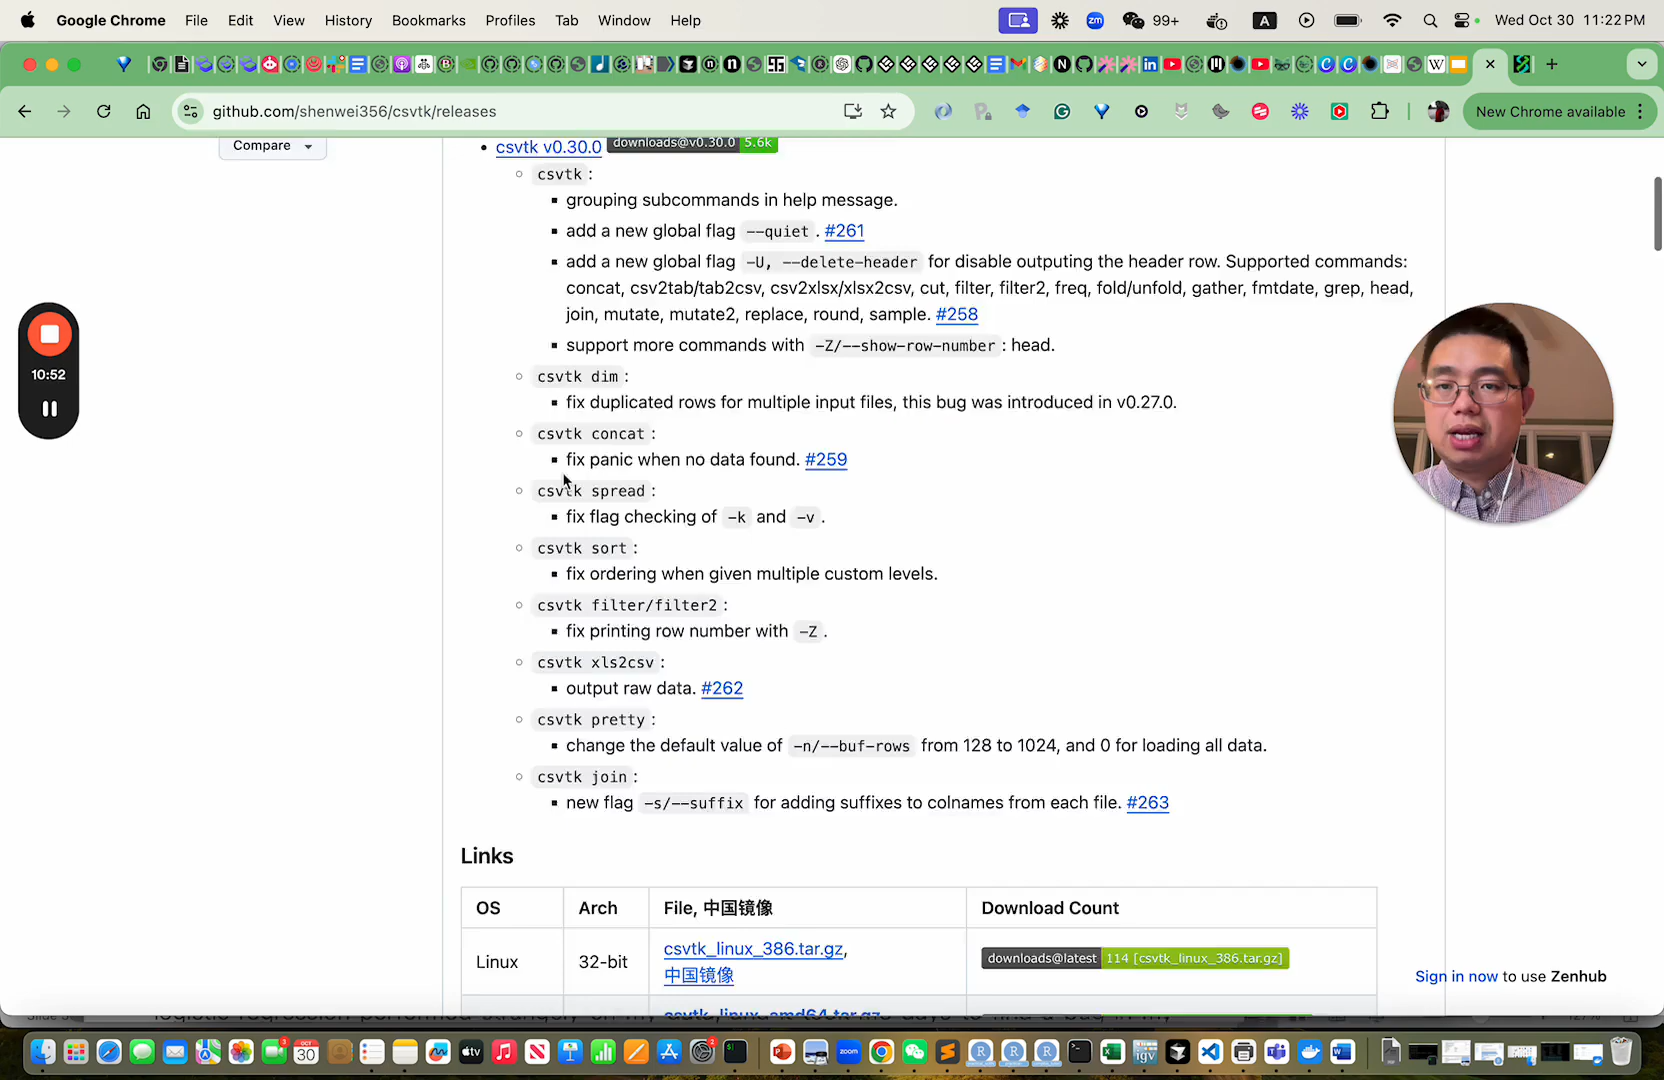 Google Chrome File Edit View History Bookmarks Profiles Tab Window Help
zm 99+ A Wed Oct 30 11:22 PM
github.com/shenwei356/csvtk/releases
New Chrome available
Compare
csvtk v0.30.0 downloads@v0.30.0 5.6k
csvtk :
grouping subcommands in help message.
add a new global flag --quiet . #261
add a new global flag -U, --delete-header for disable outputing the header row. Supported commands:
concat, csv2tab/tab2csv, csv2xlsx/xlsx2csv, cut, filter, filter2, freq, fold/unfold, gather, fmtdate, grep, head,
join, mutate, mutate2, replace, round, sample. #258
support more commands with -Z/--show-row-number : head.
csvtk dim :
fix duplicated rows for multiple input files, this bug was introduced in v0.27.0.
csvtk concat :
fix panic when no data found. #259
csvtk spread :
fix flag checking of -k and -v .
csvtk sort :
fix ordering when given multiple custom levels.
csvtk filter/filter2 :
fix printing row number with -Z .
csvtk xls2csv :
output raw data. #262
csvtk pretty :
change the default value of -n/--buf-rows from 128 to 1024, and 0 for loading all data.
csvtk join :
new flag -s/--suffix for adding suffixes to colnames from each file. #263
10:52
Links
OS Arch File, 中国镜像 Download Count
Linux 32-bit csvtk_linux_386.tar.gz, downloads@latest 114 [csvtk_linux_386.tar.gz]
中国镜像
csvtk_linux_amd64.tar.gz
Sign in now to use Zenhub